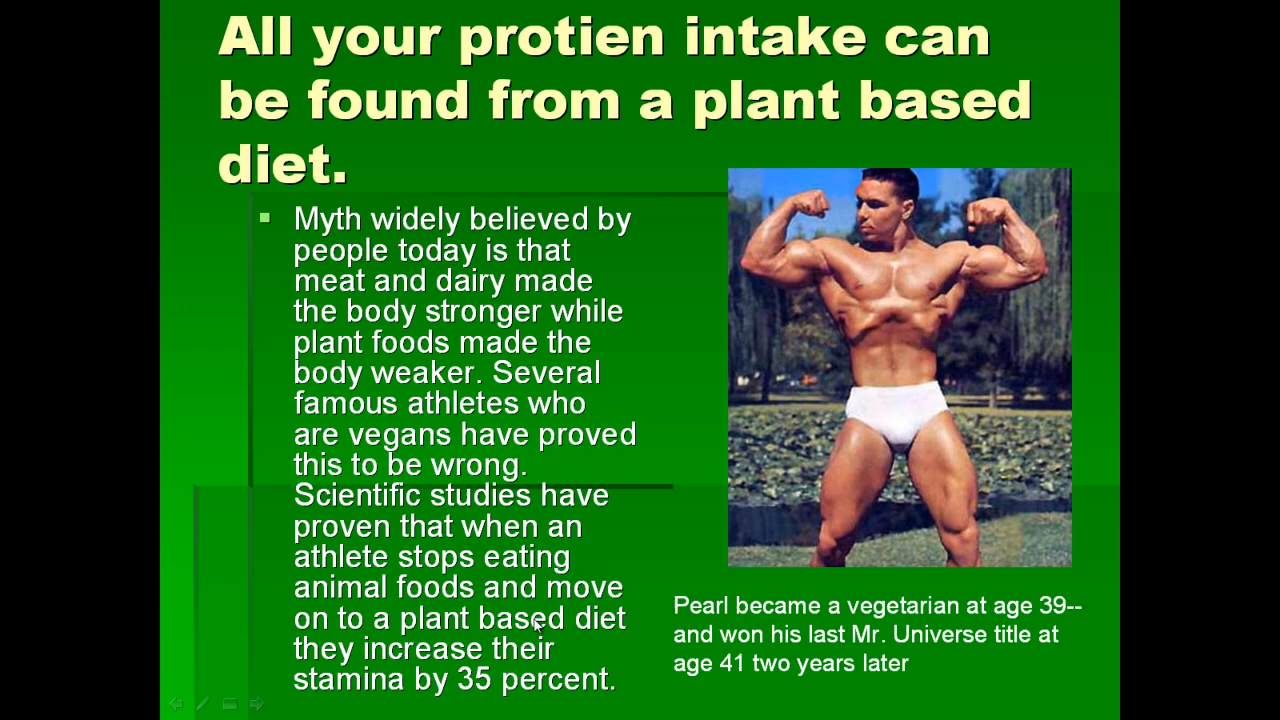 All your protien intake can
be found from a plant based
diet.
Myth widely believed by
people today is that
meat and dairy made
the body stronger while
plant foods made the
body weaker. Several
famous athletes who
are vegans have proved
this to be wrong.
Scientific studies have
proven that when an
athlete stops eating
animal foods and move
on to a plant based diet
they increase their
stamina by 35 percent.
Pearl became a vegetarian at age 39--
and won his last Mr. Universe title at
age 41 two years later